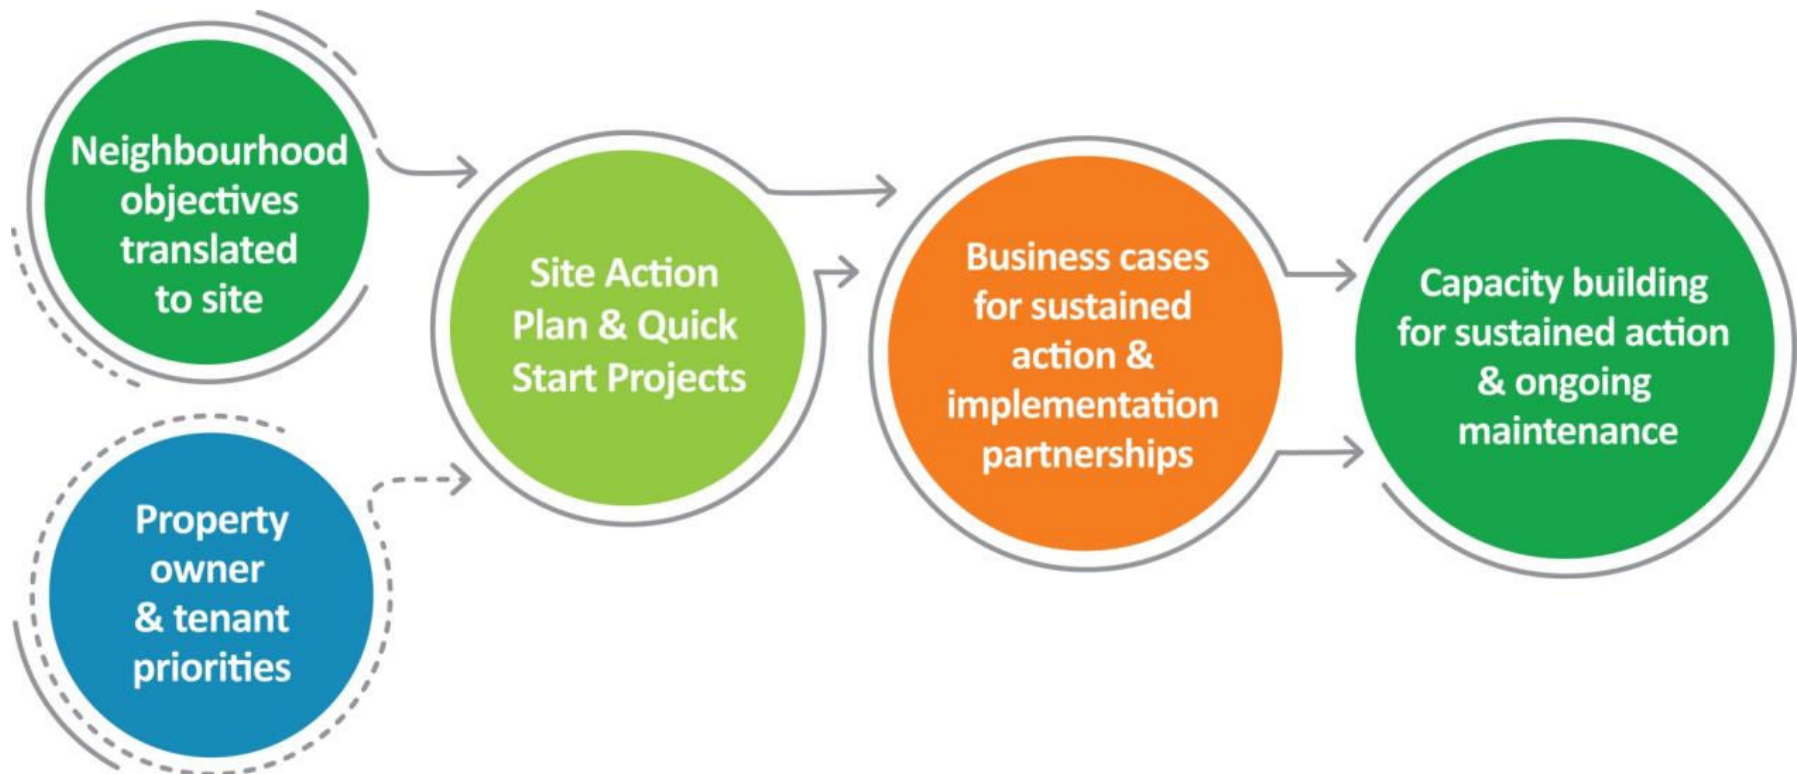 Neighbourhood
objectives
translated
to site
Property
owner
& tenant
priorities
Site Action
Plan & Quick
Start Projects
Business cases
for sustained
action &
implementation
partnerships
Capacity building
for sustained action
& ongoing
maintenance